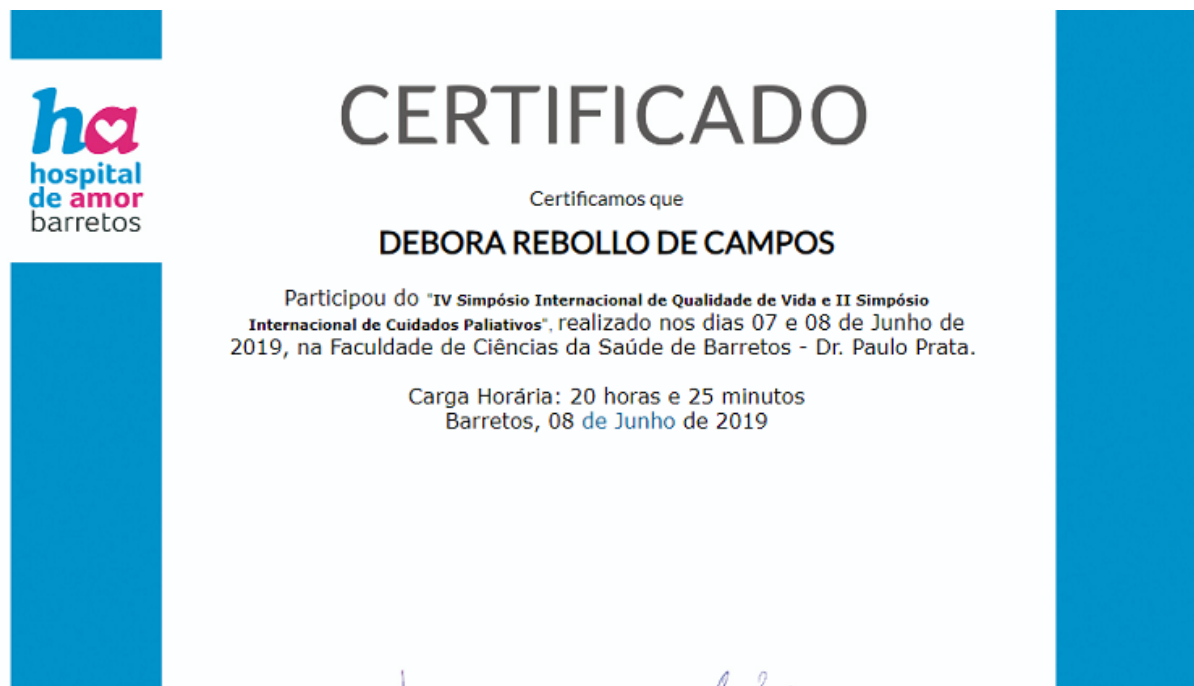 ha
hospital
de amor
barretos
CERTIFICADO
Certificamos que
DEBORA REBOLLO DE CAMPOS
Participou do "IV Simpósio Internacional de Qualidade de Vida e II Simpósio
Internacional de Cuidados Paliativos", realizado nos dias 07 e 08 de Junho de
2019, na Faculdade de Ciências da Saúde de Barretos - Dr. Paulo Prata.
Carga Horária: 20 horas e 25 minutos
Barretos, 08 de Junho de 2019